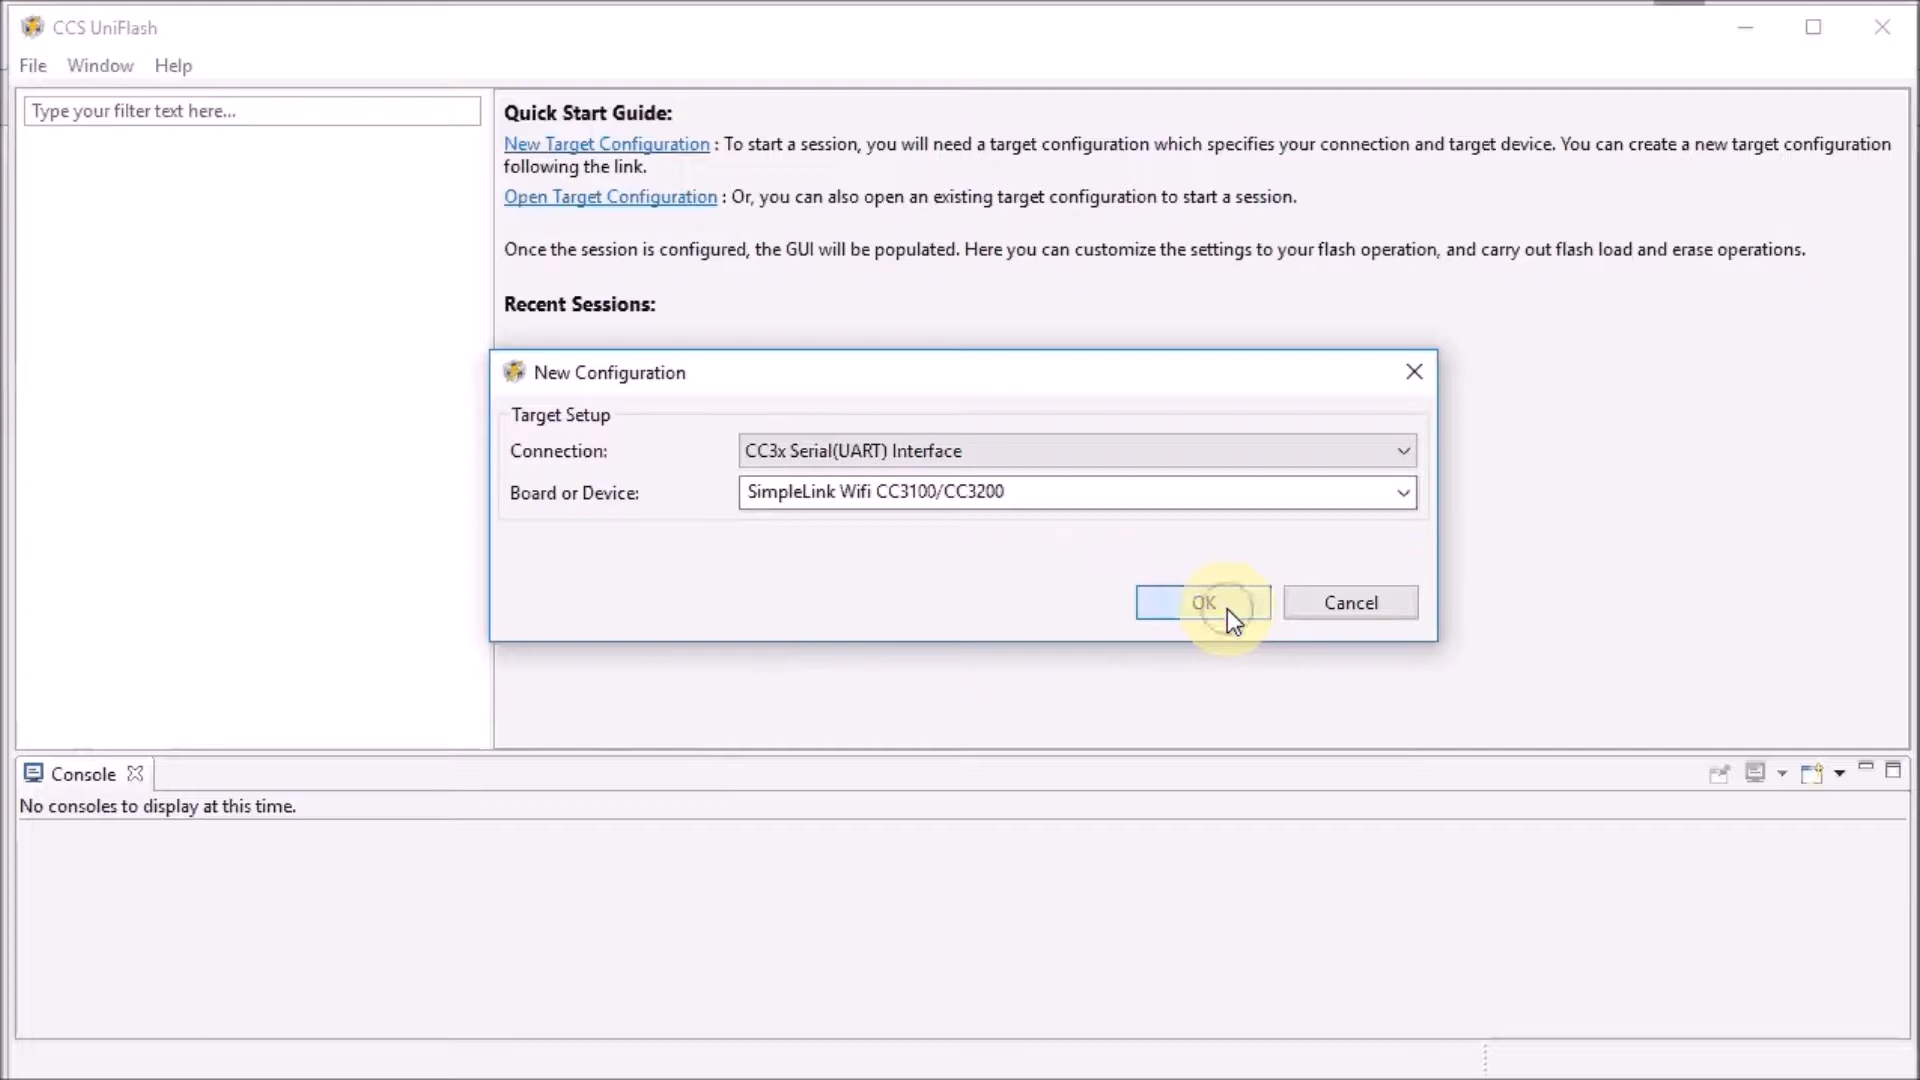 CCS UniFlash
File Window Help
Type your filter text here...
Quick Start Guide:
New Target Configuration : To start a session, you will need a target configuration which specifies your connection and target device. You can create a new target configuration
following the link.
Open Target Configuration : Or, you can also open an existing target configuration to start a session.
Once the session is configured, the GUI will be populated. Here you can customize the settings to your flash operation, and carry out flash load and erase operations.
Recent Sessions:
New Configuration
Target Setup
Connection: CC3x Serial(UART) Interface
Board or Device: SimpleLink Wifi CC3100/CC3200
OK Cancel
Console
No consoles to display at this time.